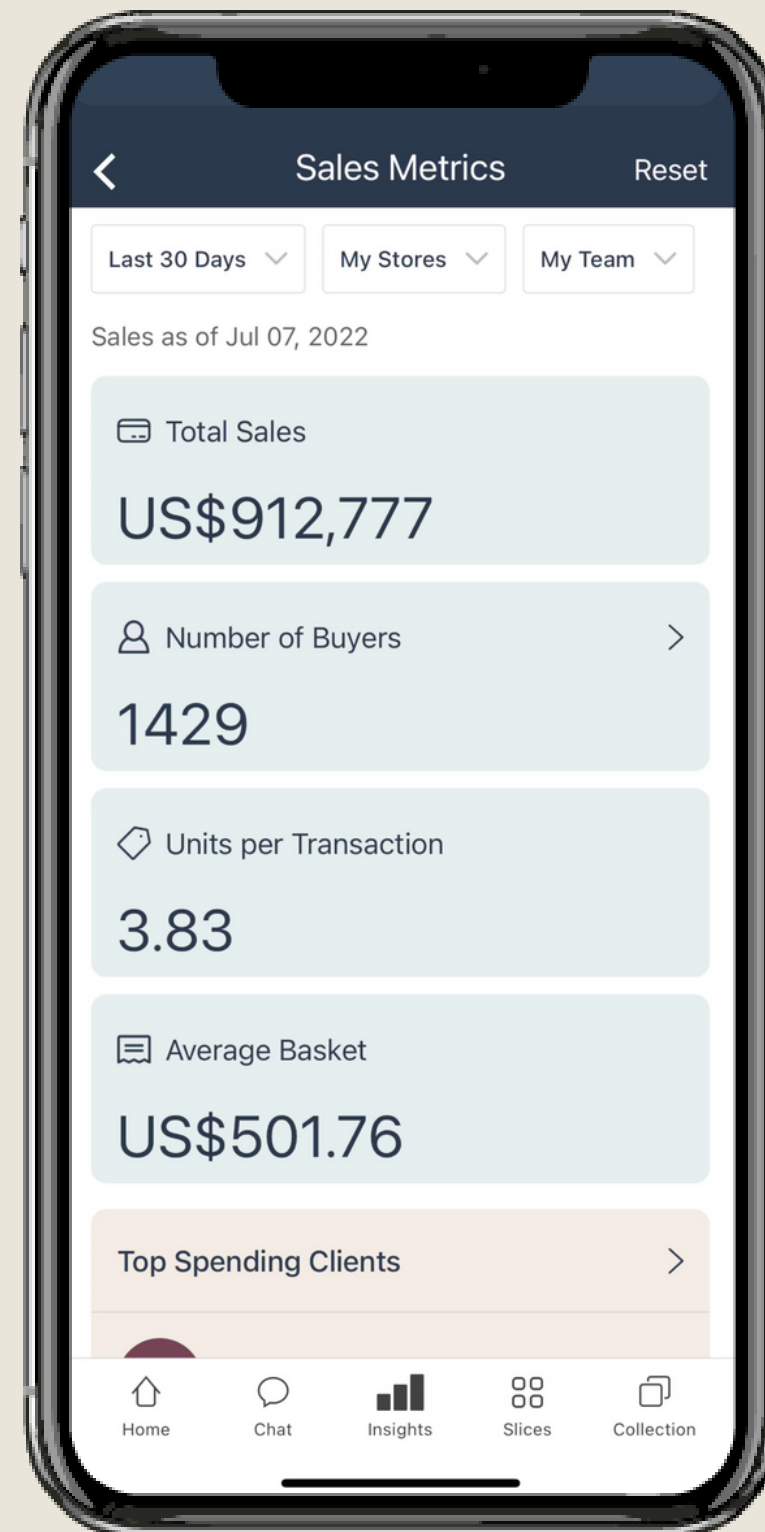 Sales Metrics Reset
Last 30 Days My Stores My Team
Sales as of Jul 07, 2022
Total Sales
US$912,777
Number of Buyers
1429
Units per Transaction
3.83
Average Basket
US$501.76
Top Spending Clients
Home Chat Insights Slices Collection